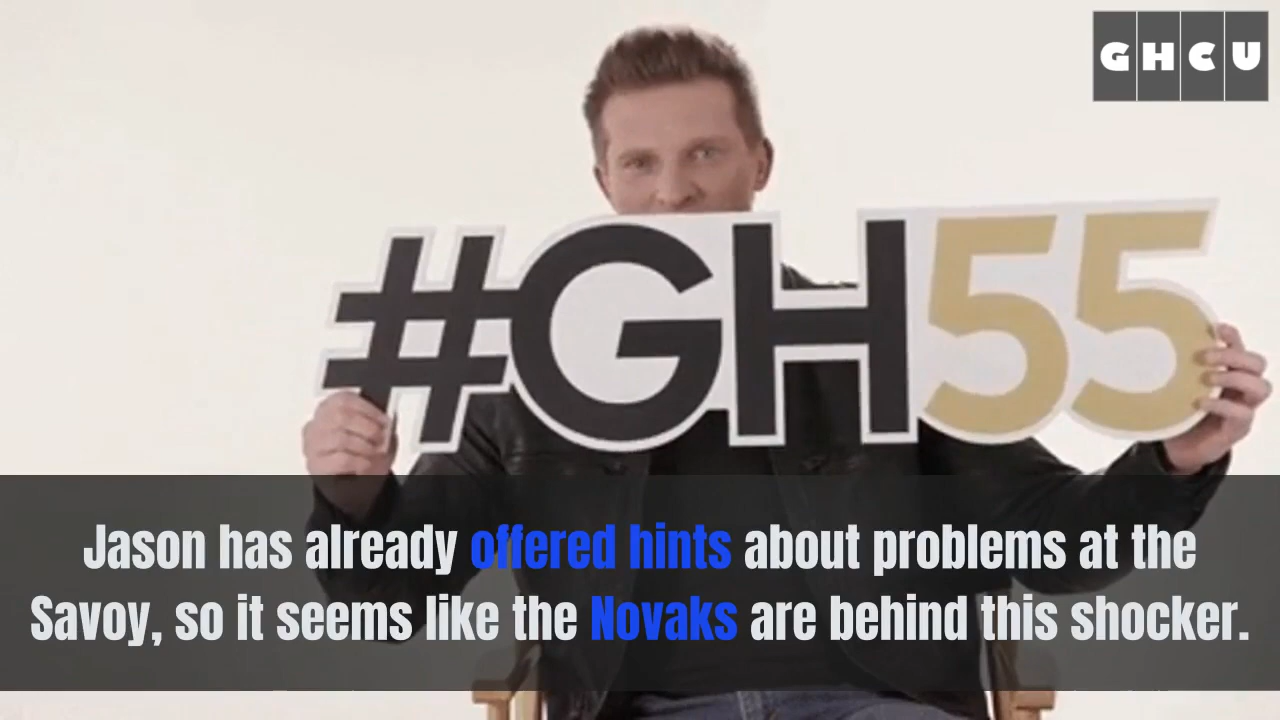 GHCU
#GH55
Jason has already offered hints about problems at the
Savoy, so it seems like the Novaks are behind this shocker.